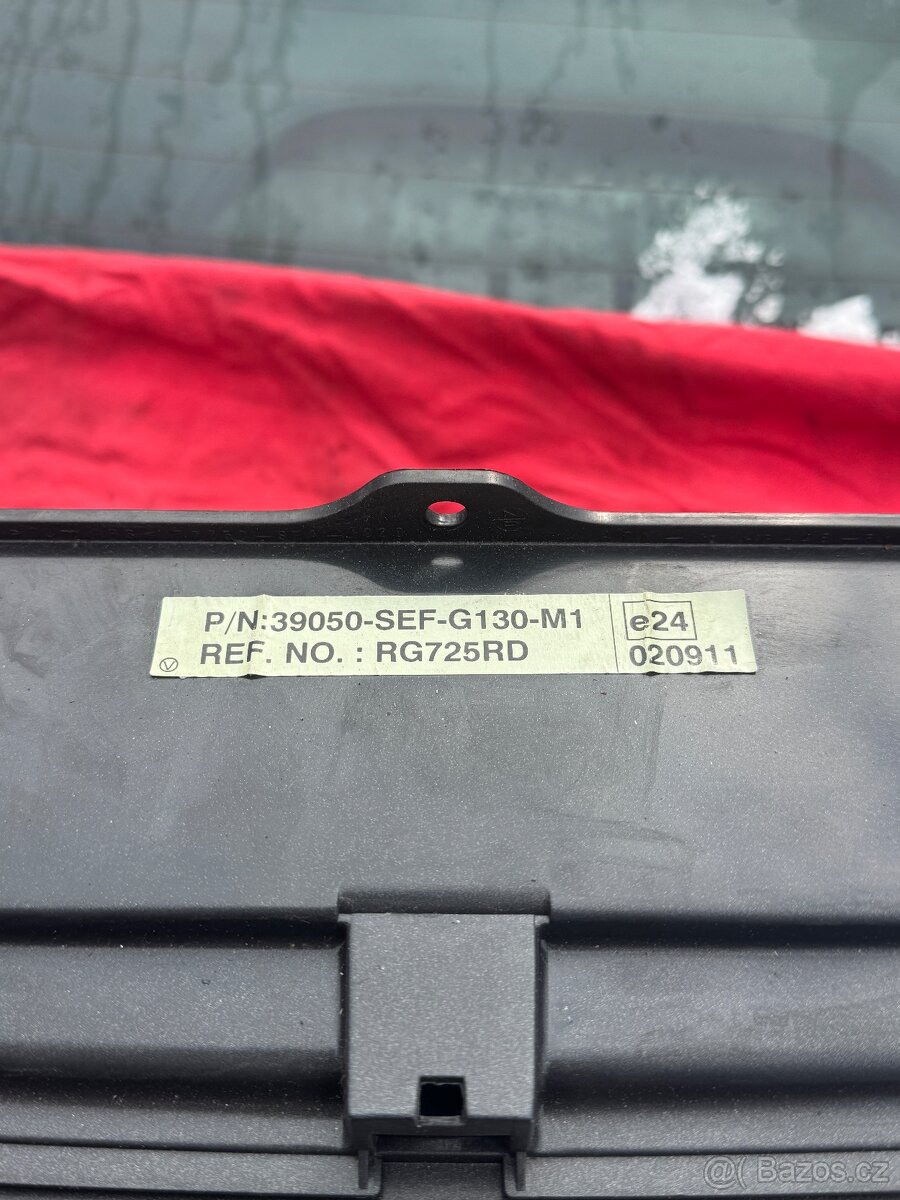 P/N:39050-SEF-G130-M1
REF. NO. : RG725RD
e24
020911
V
@( Bazos.cz